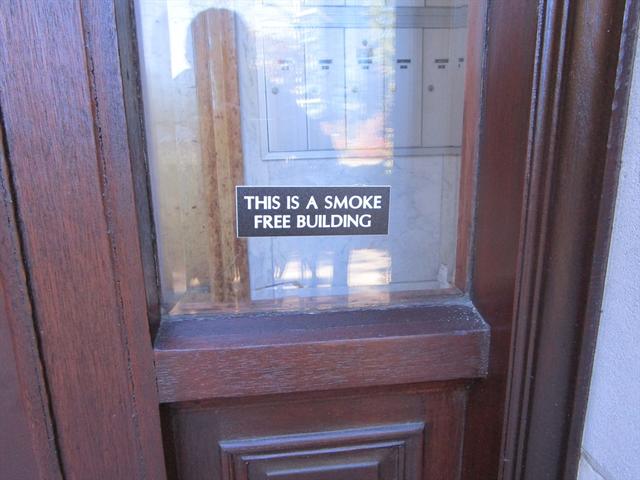 THIS IS A SMOKE
FREE BUILDING